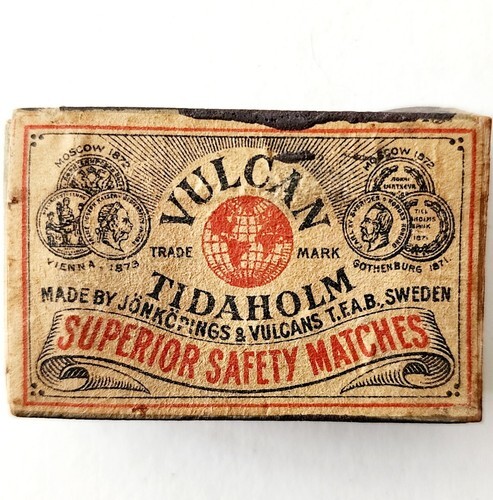 MOSCOW 1872
MOSCOW 1872
VULCAN
TRADE MARK
VIENNA 1873
GOTHENBURG 1871
TIDAHOLM
MADE BY JÖNKÖPINGS & VULCANS T.F.A.B., SWEDEN
SUPERIOR SAFETY MATCHES